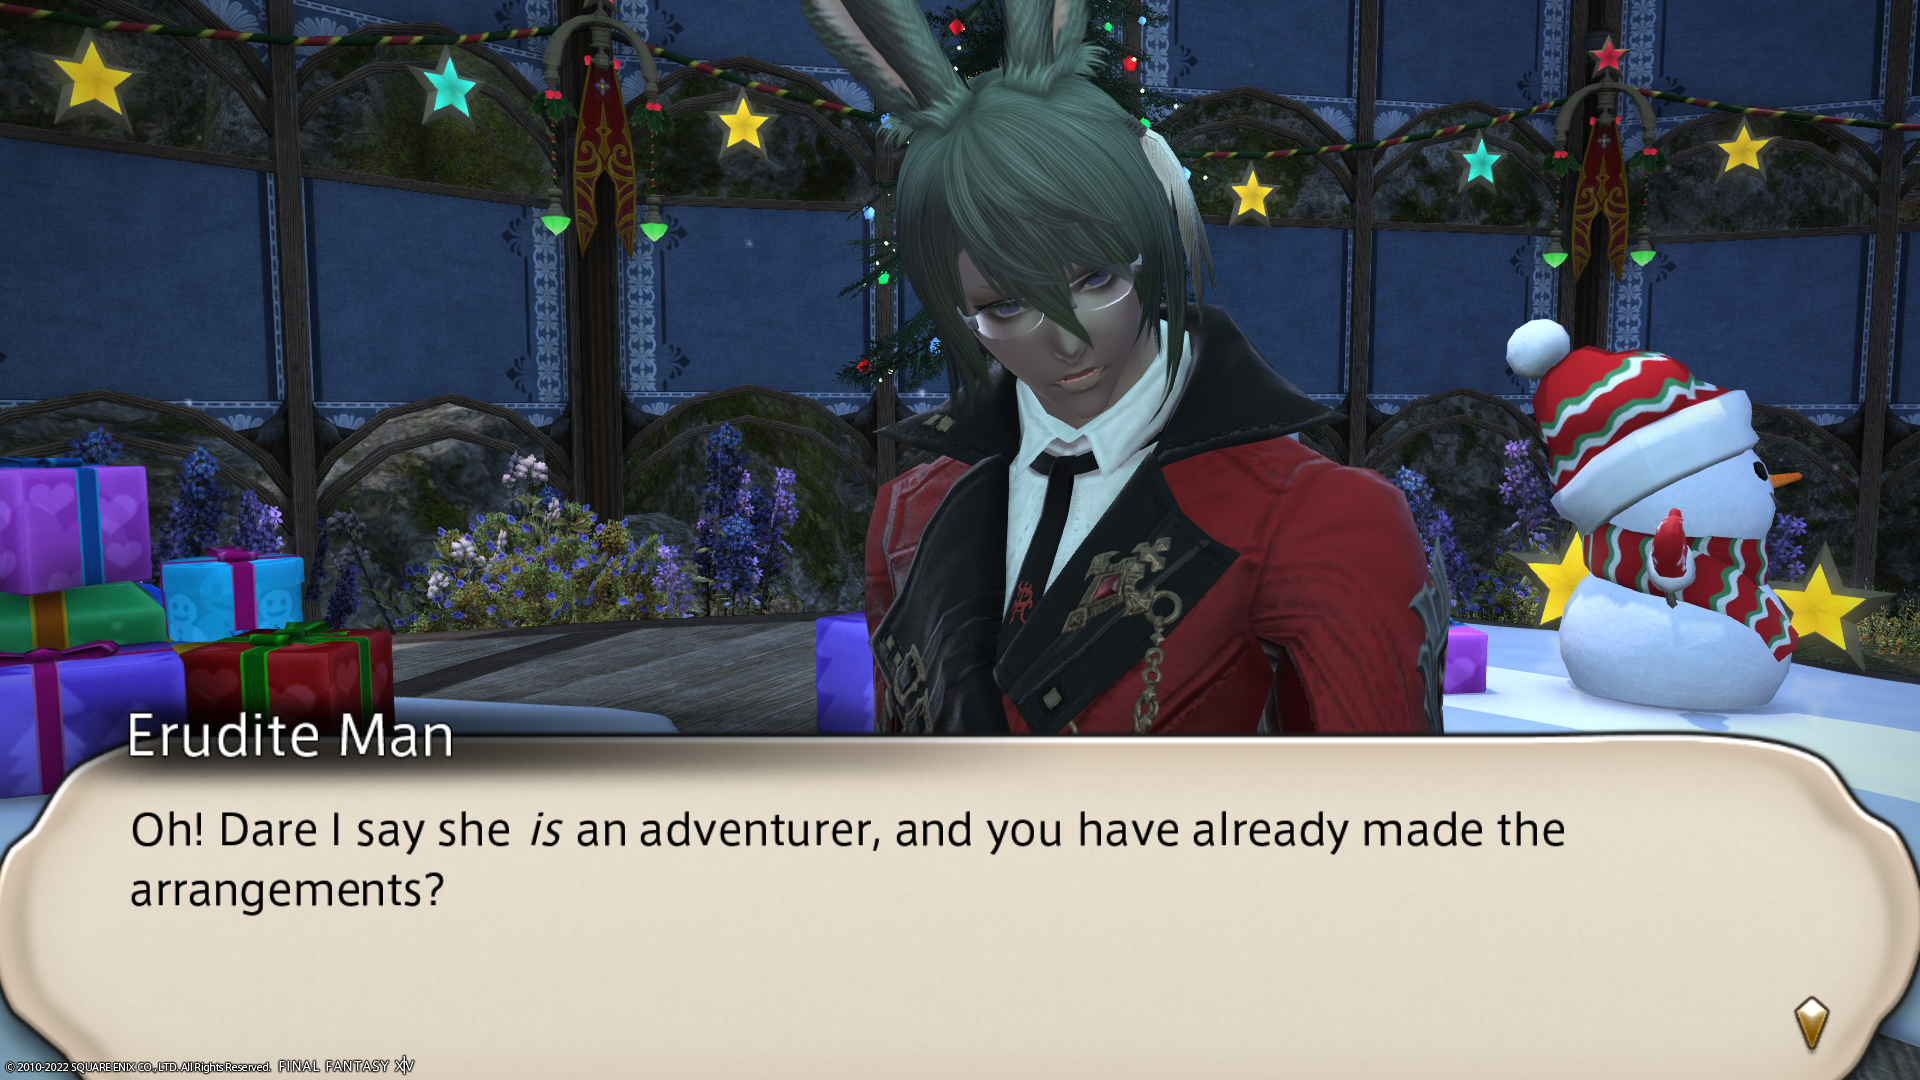 Erudite Man
Oh! Dare I say she is an adventurer, and you have already made the
arrangements?
© 2010-2022 SQUARE ENIX CO., LTD. All Rights Reserved. FINAL FANTASY XIV